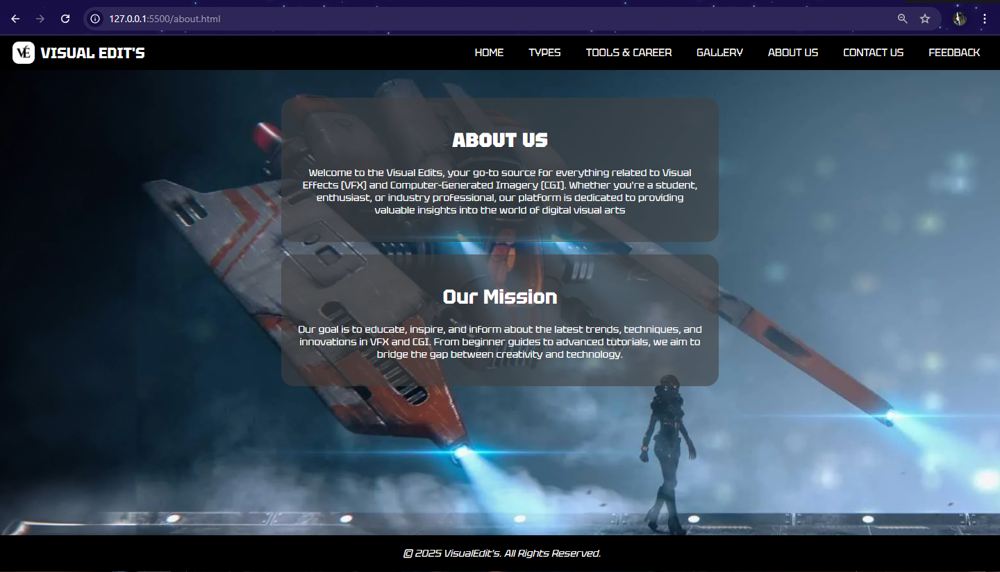 127.0.0.1:5500/about.html
VE VISUAL EDIT'S HOME TYPES TOOLS & CAREER GALLERY ABOUT US CONTACT US FEEDBACK
ABOUT US
Welcome to the Visual Edits, your go-to source for everything related to Visual
Effects (VFX) and Computer-Generated Imagery (CGI). Whether you're a student,
enthusiast, or industry professional, our platform is dedicated to providing
valuable insights into the world of digital visual arts
Our Mission
Our goal is to educate, inspire, and inform about the latest trends, techniques, and
innovations in VFX and CGI. From beginner guides to advanced tutorials, we aim to
bridge the gap between creativity and technology.
© 2025 VisualEdit's. All Rights Reserved.